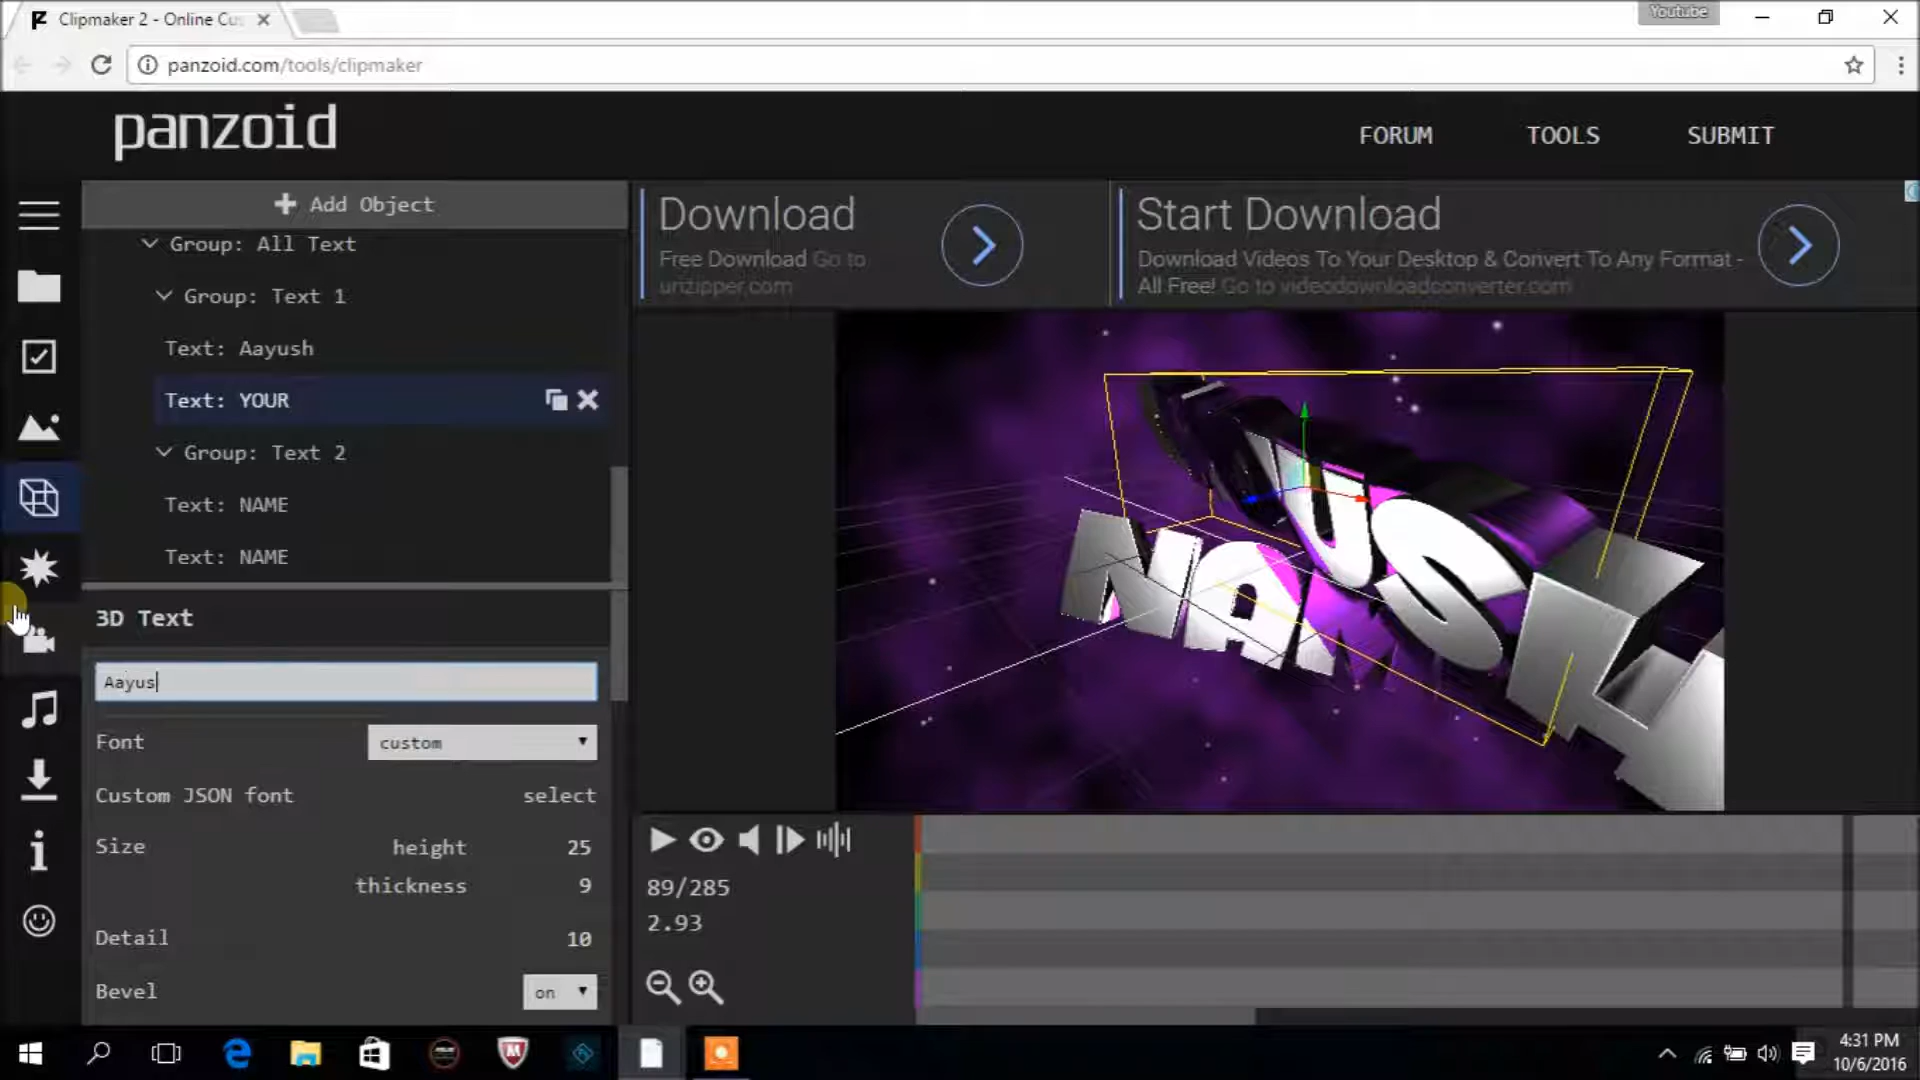 Clipmaker 2 - Online Cu
Youtube
panzoid.com/tools/clipmaker
panzoid
FORUM
TOOLS
SUBMIT
Add Object
Group: All Text
Group: Text 1
Text: Aayush
Text: YOUR
Group: Text 2
Text: NAME
Text: NAME
3D Text
Aayus
Font
custom
Custom JSON font
select
Size
height
25
thickness
9
Detail
10
Bevel
on
Download
Free Download Go to
unzipper.com
Start Download
Download Videos To Your Desktop & Convert To Any Format -
All Free! Go to videodownloadconverter.com
USH
NAM
89/285
2.93
4:31 PM
10/6/2016